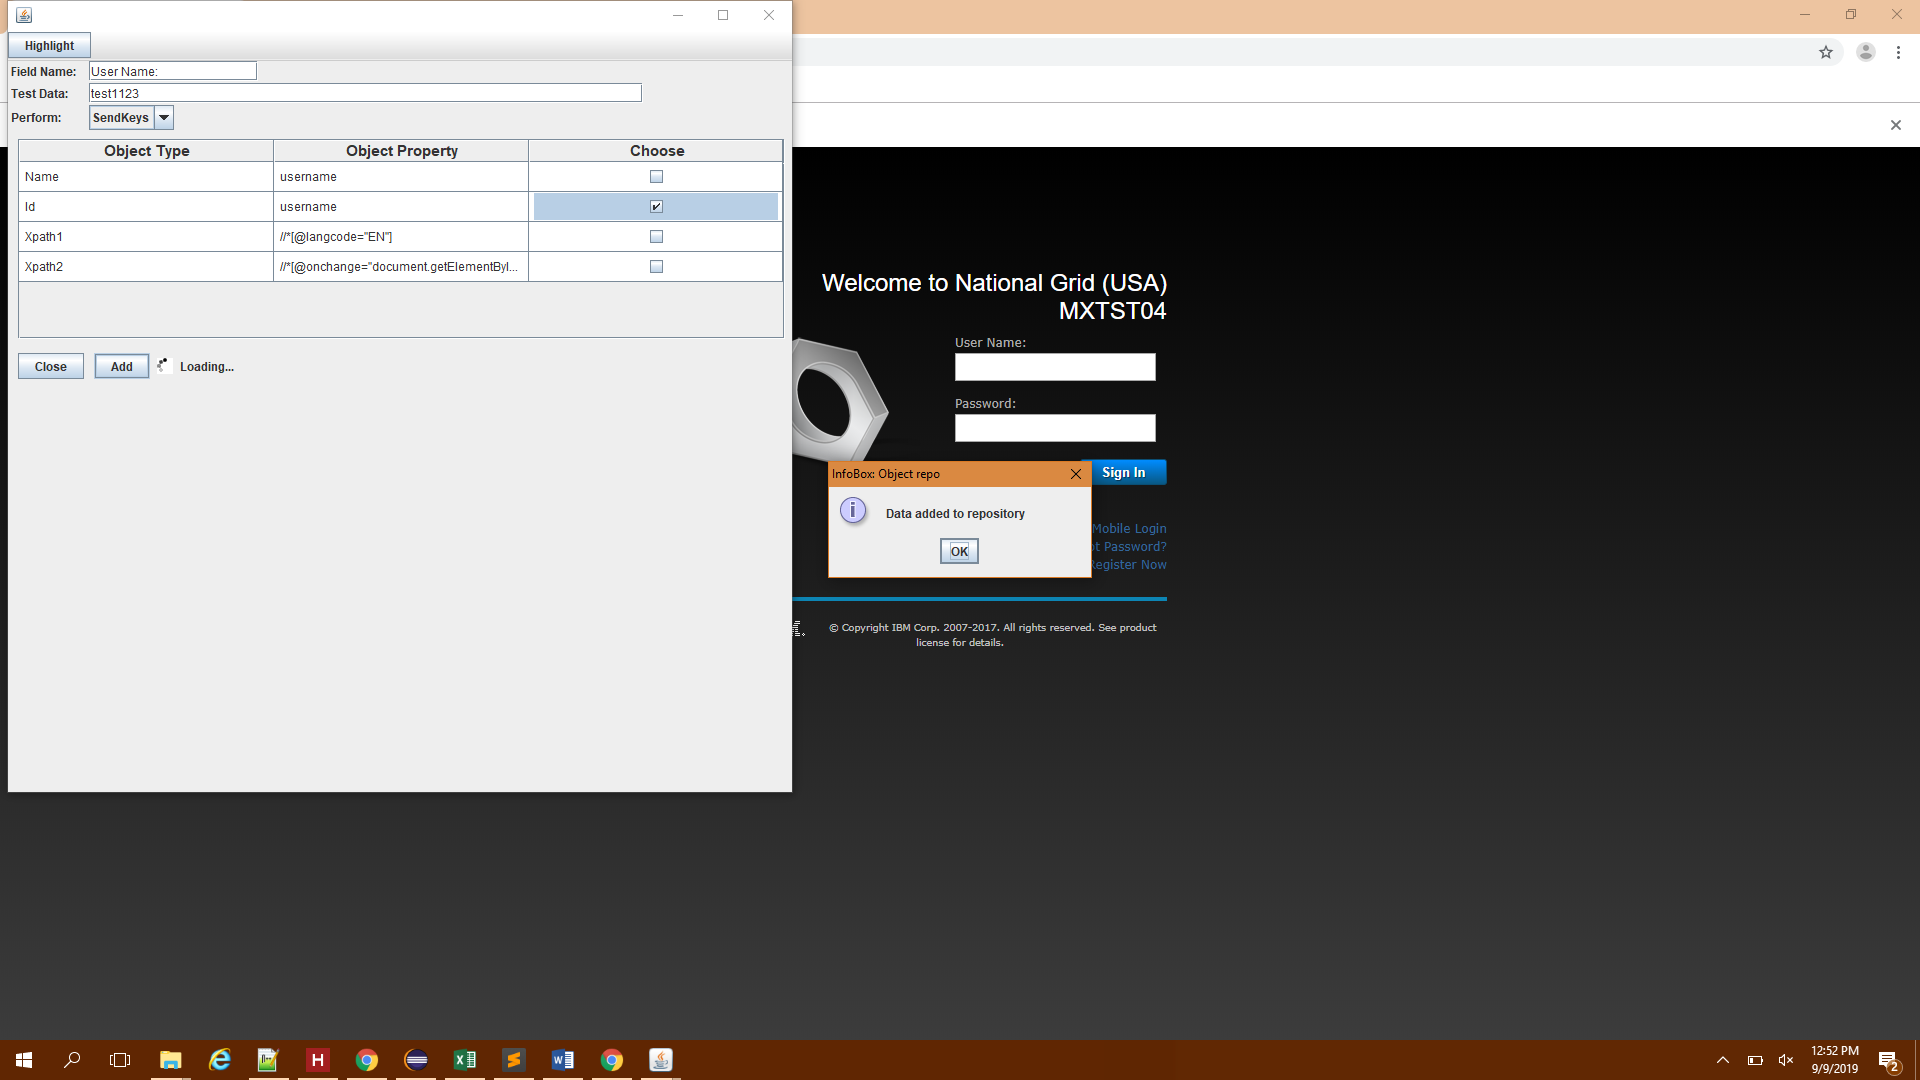 Highlight
Field Name: User Name:
Test Data: test1123
Perform: SendKeys
Object Type Object Property Choose
Name username
Id username
Xpath1 //*[@langcode="EN"]
Xpath2 //*[@onchange="document.getElementByI...
Close Add Loading...
Welcome to National Grid (USA)
MXTST04
User Name:
Password:
Sign In
InfoBox: Object repo
Data added to repository
OK
Mobile Login
ot Password?
Register Now
© Copyright IBM Corp. 2007-2017. All rights reserved. See product
license for details.
12:52 PM
9/9/2019
2